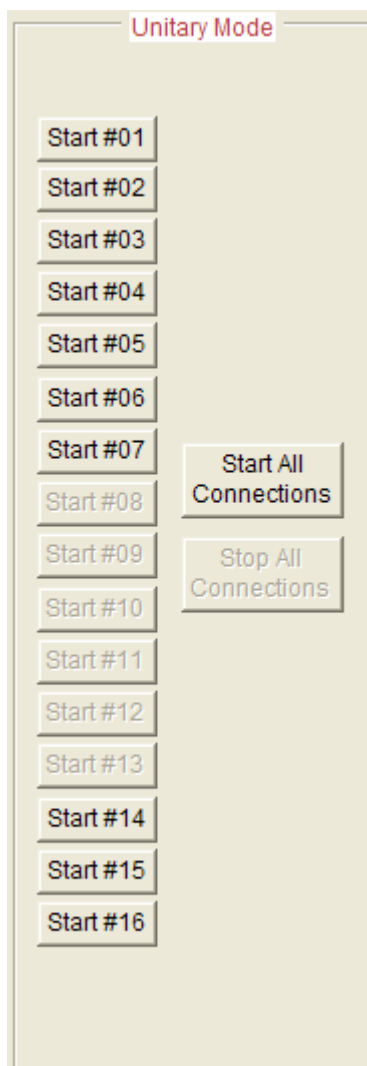 Unitary Mode
Start #01
Start #02
Start #03
Start #04
Start #05
Start #06
Start #07
Start #08
Start #09
Start #10
Start #11
Start #12
Start #13
Start #14
Start #15
Start #16
Start All
Connections
Stop All
Connections